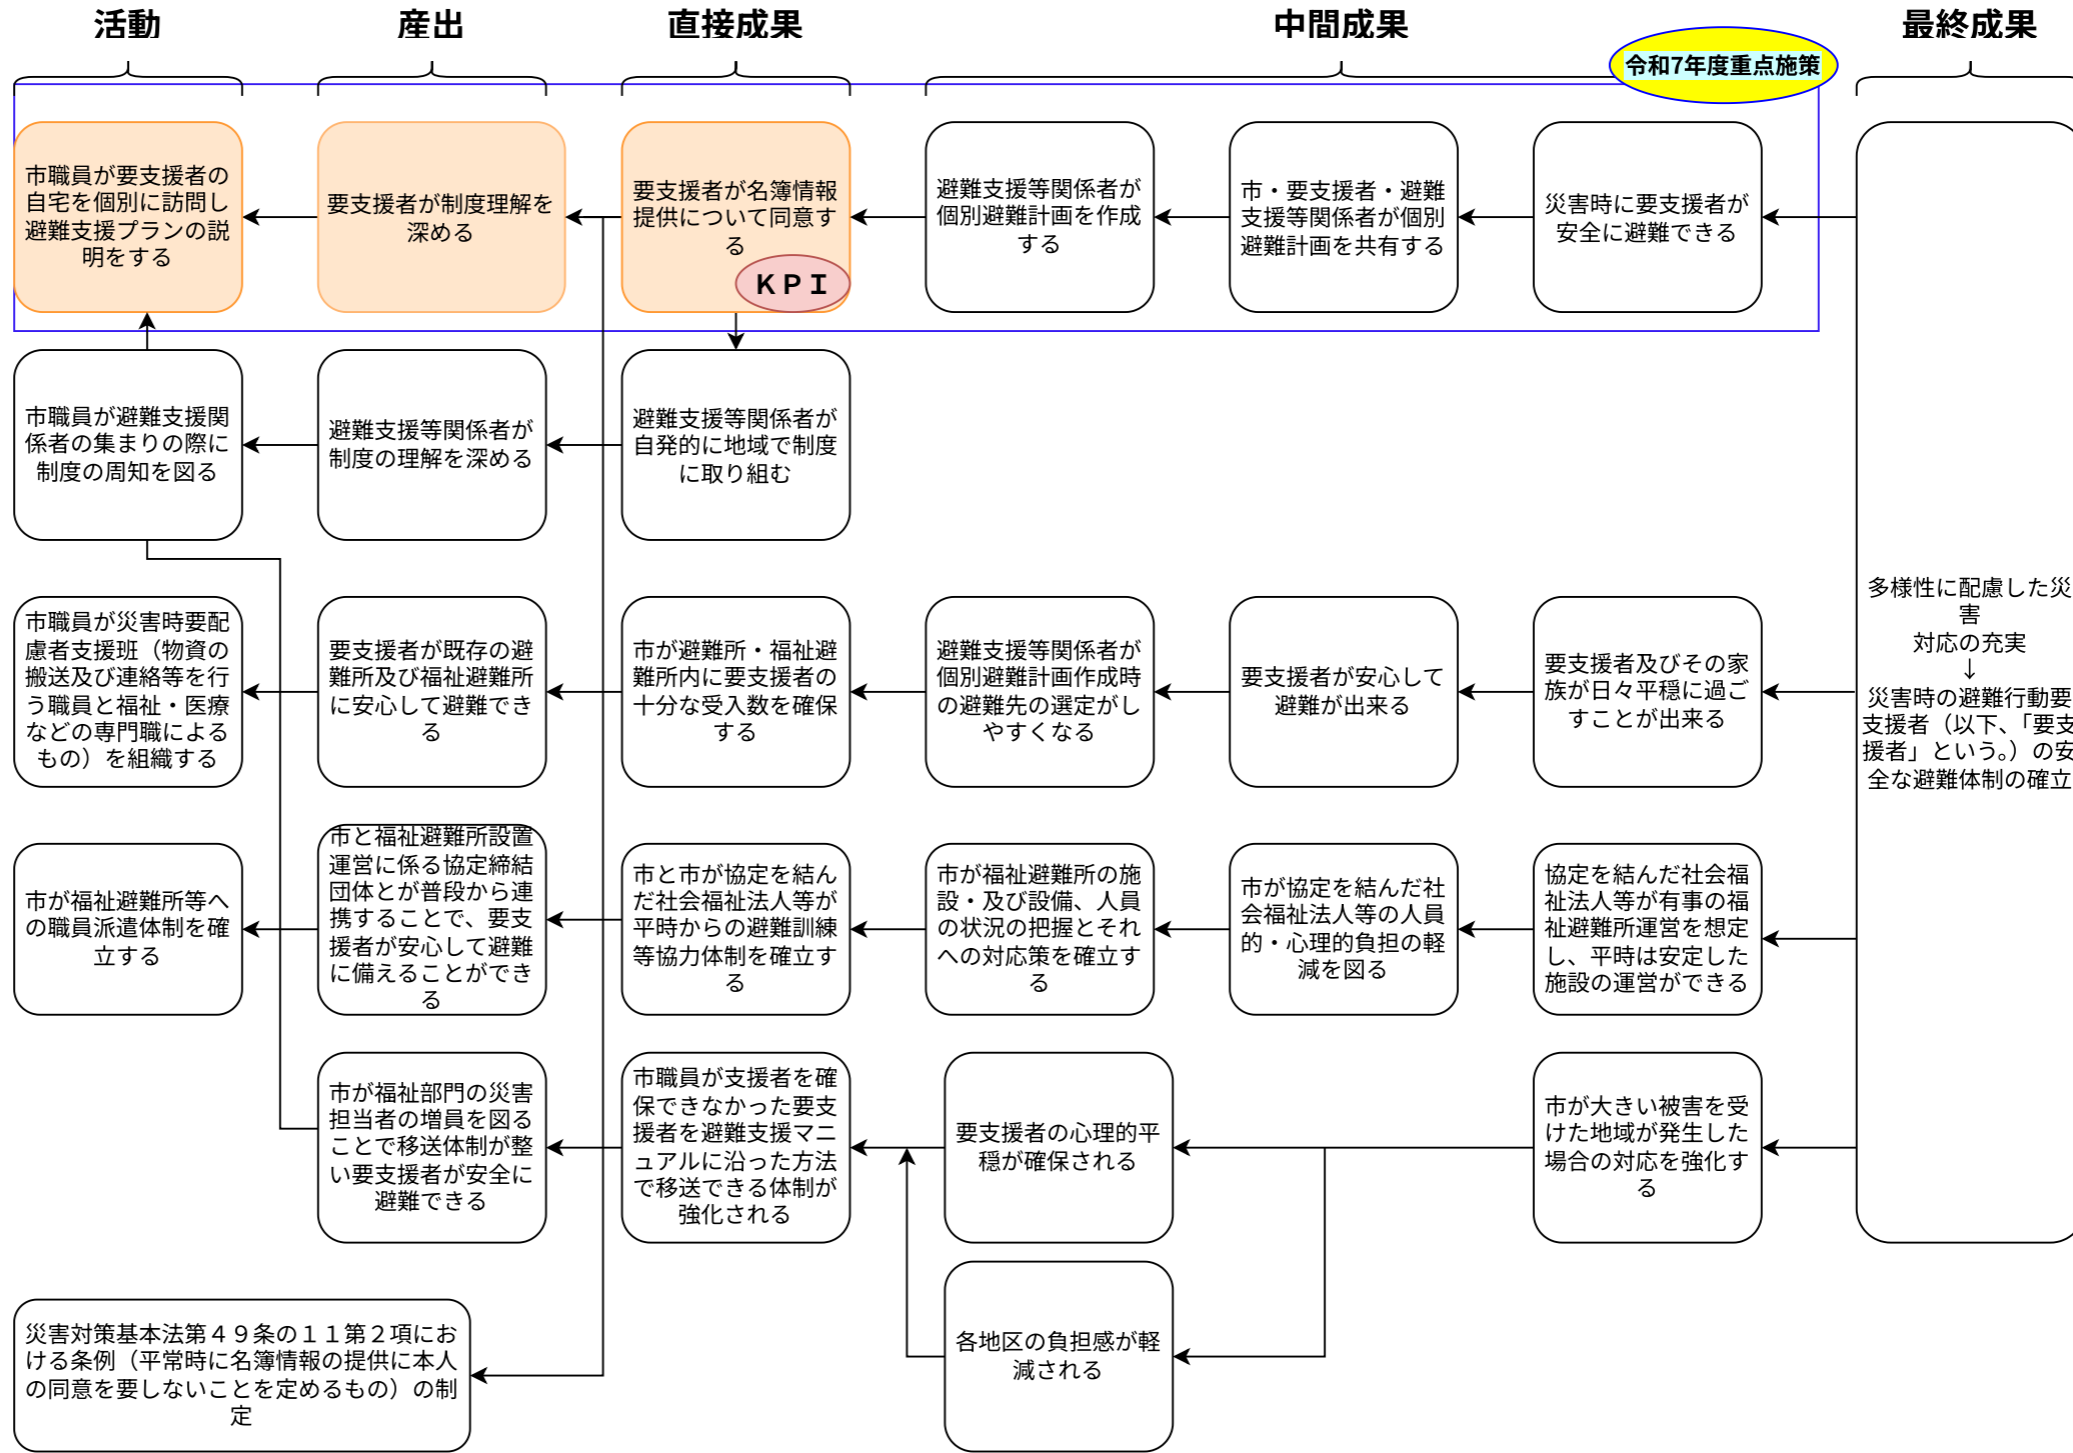 活動
産出
直接成果
中間成果
最終成果
令和7年度重点施策
市職員が要支援者の
自宅を個別に訪問し
避難支援プランの説
明をする
要支援者が制度理解を
深める
要支援者が名簿情報
提供について同意す
る
ＫＰＩ
避難支援等関係者が
個別避難計画を作成
する
市・要支援者・避難
支援等関係者が個別
避難計画を共有する
災害時に要支援者が
安全に避難できる
市職員が避難支援関
係者の集まりの際に
制度の周知を図る
避難支援等関係者が
制度の理解を深める
避難支援等関係者が
自発的に地域で制度
に取り組む
市職員が災害時要配
慮者支援班（物資の
搬送及び連絡等を行
う職員と福祉・医療
などの専門職による
もの）を組織する
要支援者が既存の避
難所及び福祉避難所
に安心して避難でき
る
市が避難所・福祉避
難所内に要支援者の
十分な受入数を確保
する
避難支援等関係者が
個別避難計画作成時
の避難先の選定がし
やすくなる
要支援者が安心して
避難が出来る
要支援者及びその家
族が日々平穏に過ご
すことが出来る
多様性に配慮した災
害
対応の充実
↓
災害時の避難行動要
支援者（以下、「要支
援者」という。）の安
全な避難体制の確立
市が福祉避難所等へ
の職員派遣体制を確
立する
市と福祉避難所設置
運営に係る協定締結
団体とが普段から連
携することで、要支
援者が安心して避難
に備えることができ
る
市と市が協定を結ん
だ社会福祉法人等が
平時からの避難訓練
等協力体制を確立す
る
市が福祉避難所の施
設・及び設備、人員
の状況の把握とそれ
への対応策を確立す
る
市が協定を結んだ社
会福祉法人等の人員
的・心理的負担の軽
減を図る
協定を結んだ社会福
祉法人等が有事の福
祉避難所運営を想定
し、平時は安定した
施設の運営ができる
市が福祉部門の災害
担当者の増員を図る
ことで移送体制が整
い要支援者が安全に
避難できる
市職員が支援者を確
保できなかった要支
援者を避難支援マニ
ュアルに沿った方法
で移送できる体制が
強化される
要支援者の心理的平
穏が確保される
市が大きい被害を受
けた地域が発生した
場合の対応を強化す
る
各地区の負担感が軽
減される
災害対策基本法第４９条の１１第２項にお
ける条例（平常時に名簿情報の提供に本人
の同意を要しないことを定めるもの）の制
定